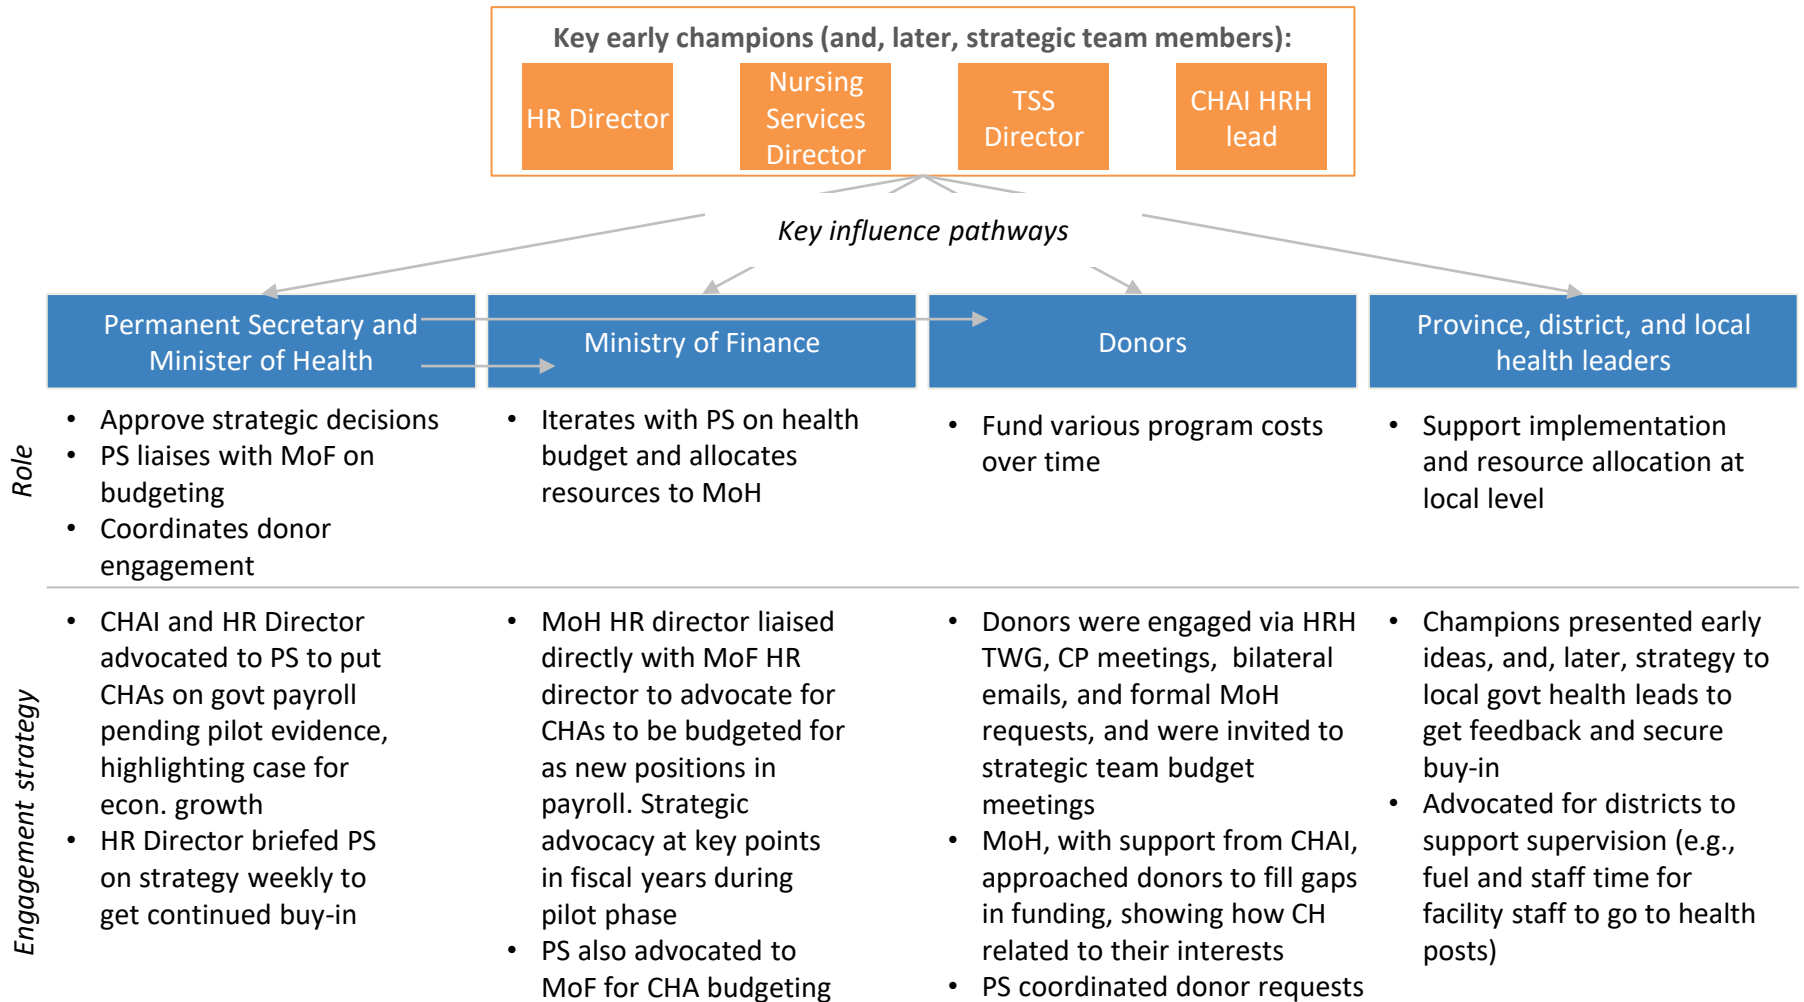 Key early champions (and, later, strategic team members):
HR Director
Nursing
Services
Director
TSS
Director
CHAI HRH
lead
Key influence pathways
Permanent Secretary and
Minister of Health
Ministry of Finance
Donors
Province, district, and local
health leaders
Role
• Approve strategic decisions
• PS liaises with MoF on
budgeting
• Coordinates donor
engagement
• Iterates with PS on health
budget and allocates
resources to MoH
• Fund various program costs
over time
• Support implementation
and resource allocation at
local level
Engagement strategy
• CHAI and HR Director
advocated to PS to put
CHAs on govt payroll
pending pilot evidence,
highlighting case for
econ. growth
• HR Director briefed PS
on strategy weekly to
get continued buy-in
• MoH HR director liaised
directly with MoF HR
director to advocate for
CHAs to be budgeted for
as new positions in
payroll. Strategic
advocacy at key points
in fiscal years during
pilot phase
• PS also advocated to
MoF for CHA budgeting
• Donors were engaged via HRH
TWG, CP meetings, bilateral
emails, and formal MoH
requests, and were invited to
strategic team budget
meetings
• MoH, with support from CHAI,
approached donors to fill gaps
in funding, showing how CH
related to their interests
• PS coordinated donor requests
• Champions presented early
ideas, and, later, strategy to
local govt health leads to
get feedback and secure
buy-in
• Advocated for districts to
support supervision (e.g.,
fuel and staff time for
facility staff to go to health
posts)